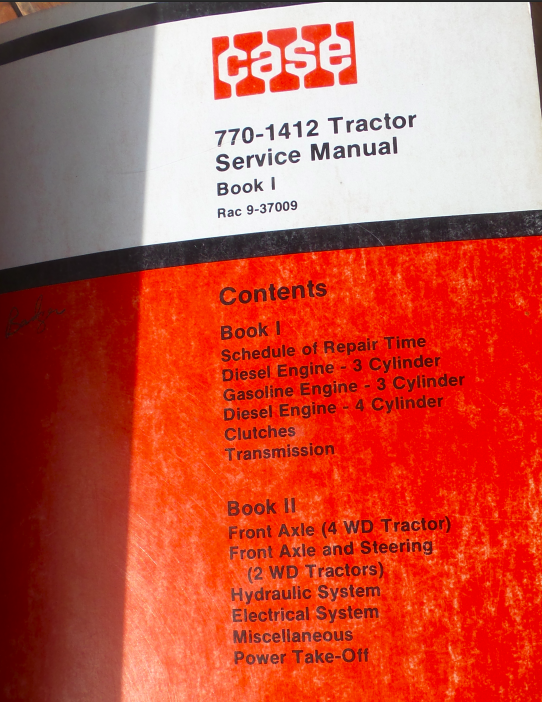 case
770-1412 Tractor
Service Manual
Book I
Rac 9-37009
Contents
Book I
Schedule of Repair Time
Diesel Engine - 3 Cylinder
Gasoline Engine - 3 Cylinder
Diesel Engine - 4 Cylinder
Clutches
Transmission
Book II
Front Axle (4 WD Tractor)
Front Axle and Steering
(2 WD Tractors)
Hydraulic System
Electrical System
Miscellaneous
Power Take-Off